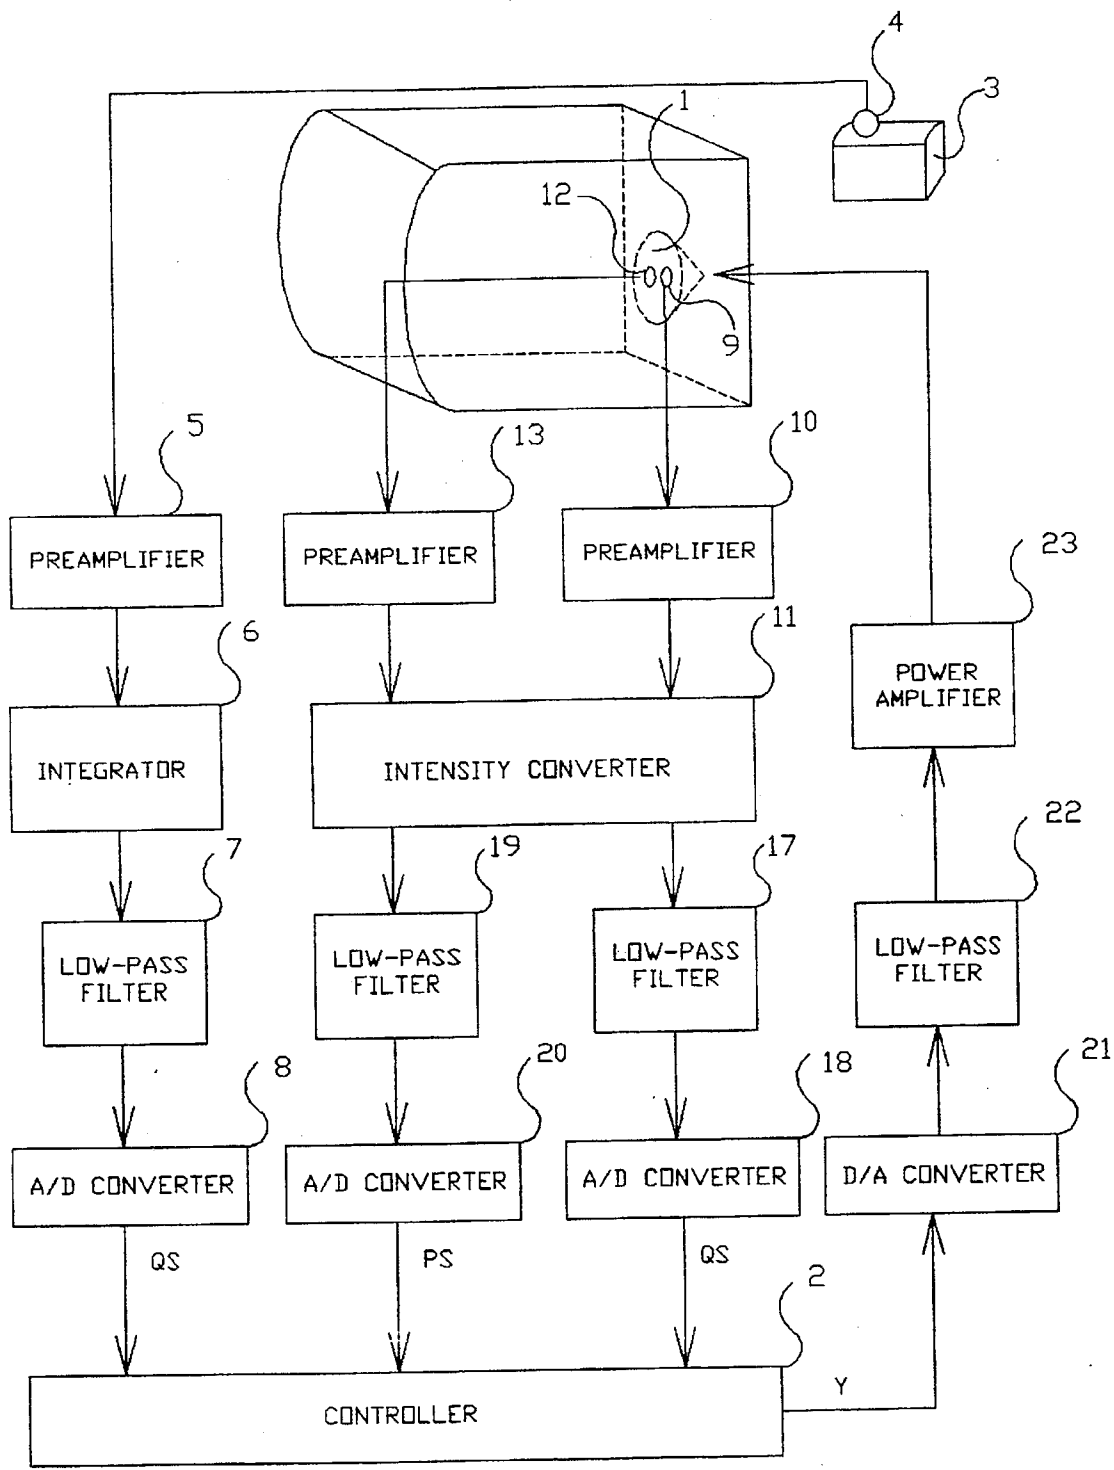 4
3
1
12
9
5
13
10
PREAMPLIFIER
PREAMPLIFIER
PREAMPLIFIER
23
6
11
POWER
AMPLIFIER
INTEGRATOR
INTENSITY CONVERTER
7
19
17
22
LOW-PASS
FILTER
LOW-PASS
FILTER
LOW-PASS
FILTER
LOW-PASS
FILTER
8
20
18
21
A/D CONVERTER
A/D CONVERTER
A/D CONVERTER
D/A CONVERTER
QS
PS
QS
2
Y
CONTROLLER